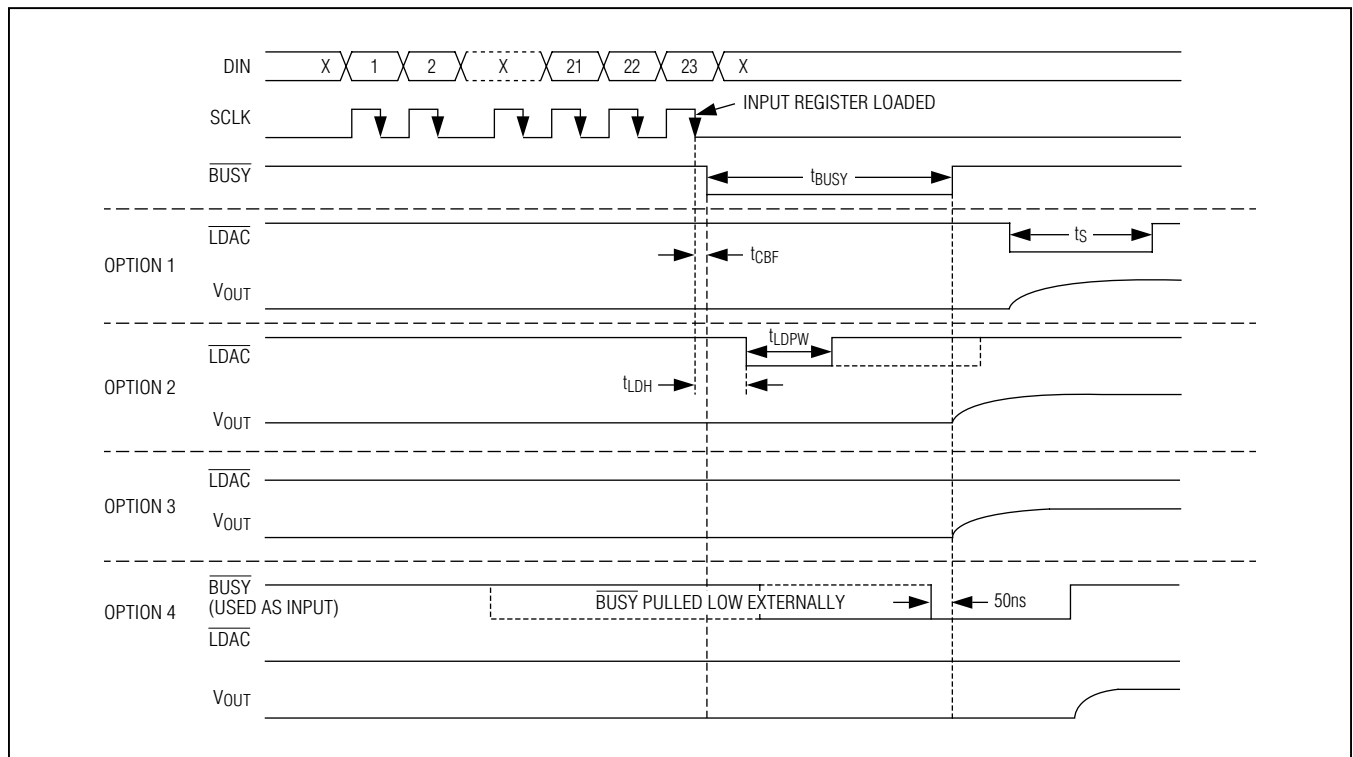 DIN X 1 2 X 21 22 23 X
SCLK INPUT REGISTER LOADED
BUSY tBUSY
LDAC tS
OPTION 1 tCBF
VOUT
LDAC tLDPW
OPTION 2 tLDH
VOUT
LDAC
OPTION 3
VOUT
BUSY
OPTION 4 (USED AS INPUT) BUSY PULLED LOW EXTERNALLY 50ns
LDAC
VOUT